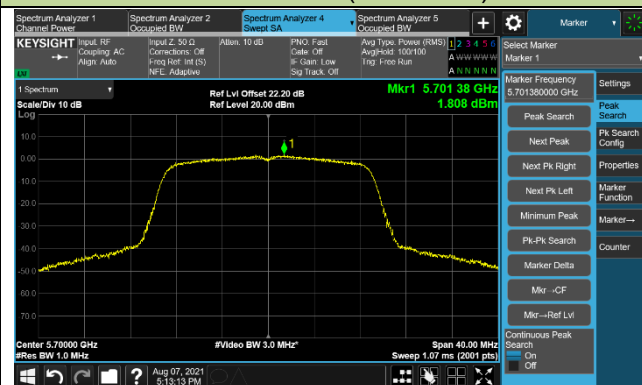 Spectrum Analyzer 1
Channel Power
Spectrum Analyzer 2
Occupied BW
Spectrum Analyzer 4
Swept SA
Spectrum Analyzer 5
Occupied BW
Marker
KEYSIGHT
Input: RF
Coupling: AC
Align: Auto
Input Z: 50 Ω
Corrections: Off
Freq Ref: Int (S)
NFE: Adaptive
Atten: 10 dB
PNO: Fast
Gate: Off
IF Gain: Low
Sig Track: Off
Avg Type: Power (RMS)
Avg|Hold: 100/100
Trig: Free Run
1 2 3 4 5 6
A W W W W W
A N N N N N
Select Marker
Marker 1
LXI
1 Spectrum
Scale/Div 10 dB
Log
Ref Lvl Offset 22.20 dB
Ref Level 20.00 dBm
Mkr1 5.701 38 GHz
1.808 dBm
1
10.0
0.00
-10.0
-20.0
-30.0
-40.0
-50.0
-60.0
-70.0
Center 5.70000 GHz
#Res BW 1.0 MHz
#Video BW 3.0 MHz*
Span 40.00 MHz
Sweep 1.07 ms (2001 pts)
Marker Frequency
5.701380000 GHz
Peak Search
Next Peak
Next Pk Right
Next Pk Left
Minimum Peak
Pk-Pk Search
Marker Delta
Mkr→CF
Mkr→Ref Lvl
Continuous Peak
Search
On
Off
Settings
Peak
Search
Pk Search
Config
Properties
Marker
Function
Marker→
Counter
?
Aug 07, 2021
5:13:13 PM